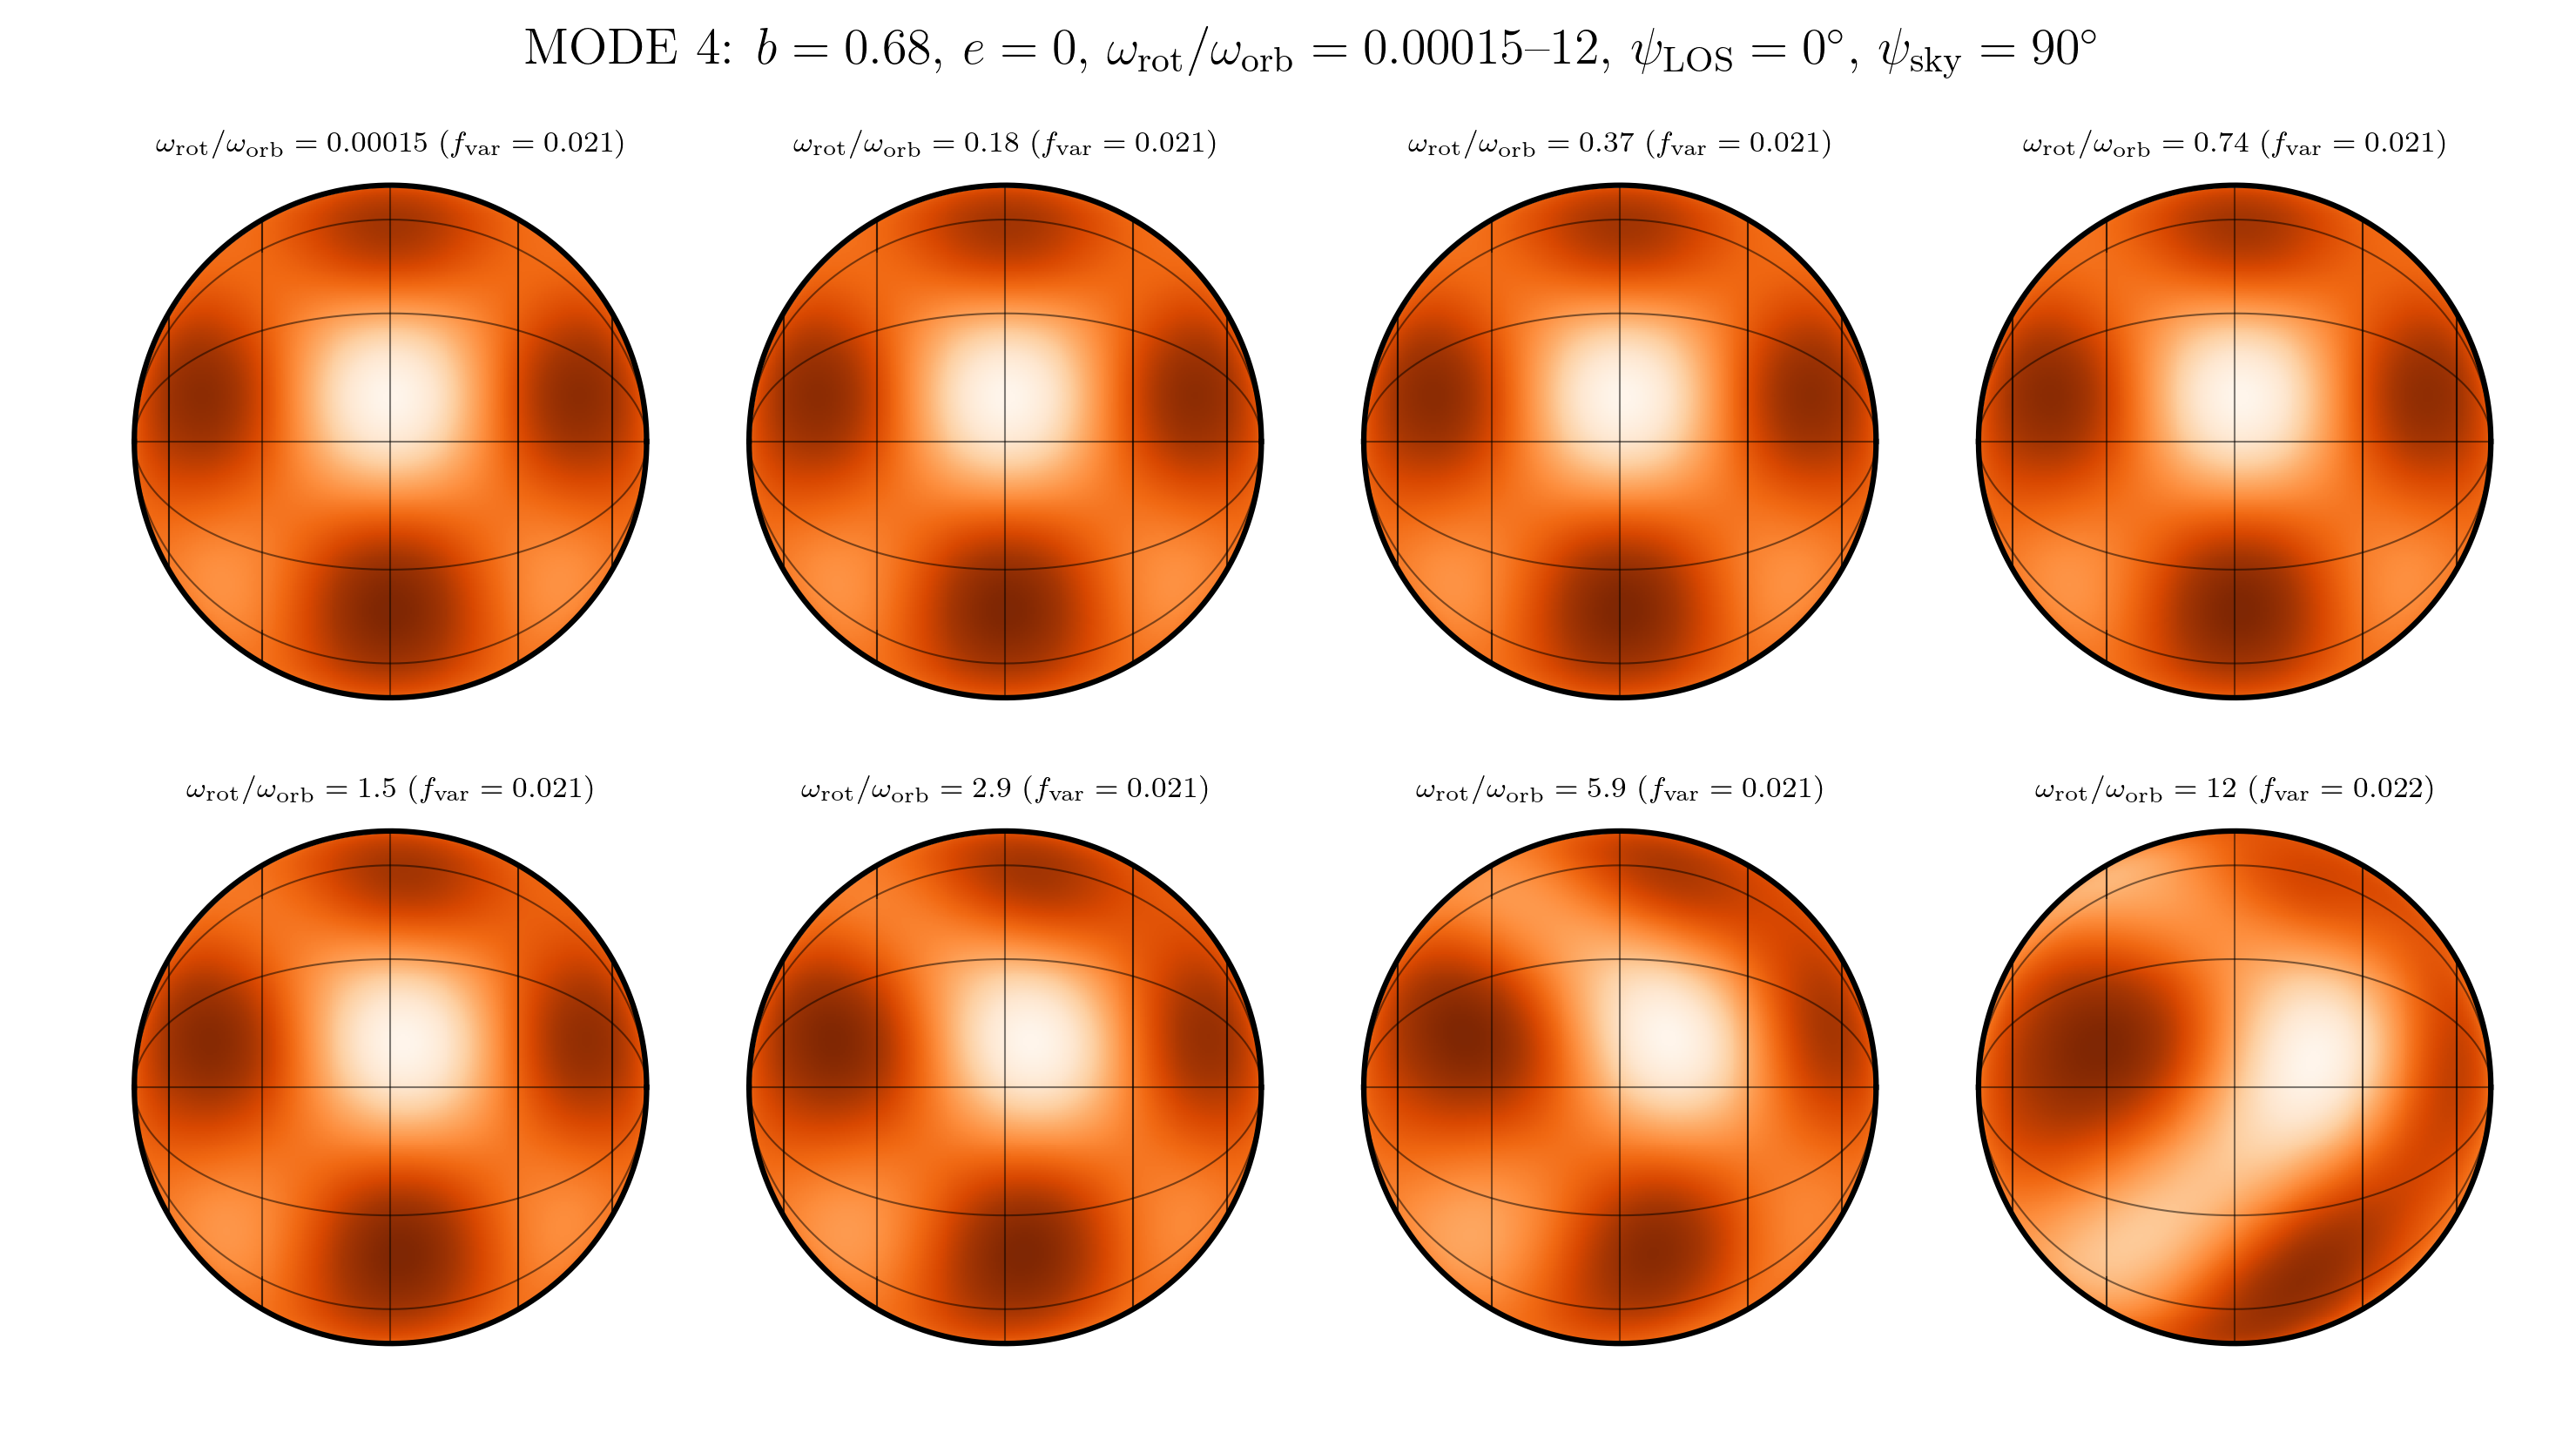 MODE 4: b = 0.68, e = 0, ω_rot/ω_orb = 0.00015–12, ψ_LOS = 0°, ψ_sky = 90°
ω_rot/ω_orb = 0.00015 (f_var = 0.021)
ω_rot/ω_orb = 0.18 (f_var = 0.021)
ω_rot/ω_orb = 0.37 (f_var = 0.021)
ω_rot/ω_orb = 0.74 (f_var = 0.021)
ω_rot/ω_orb = 1.5 (f_var = 0.021)
ω_rot/ω_orb = 2.9 (f_var = 0.021)
ω_rot/ω_orb = 5.9 (f_var = 0.021)
ω_rot/ω_orb = 12 (f_var = 0.022)